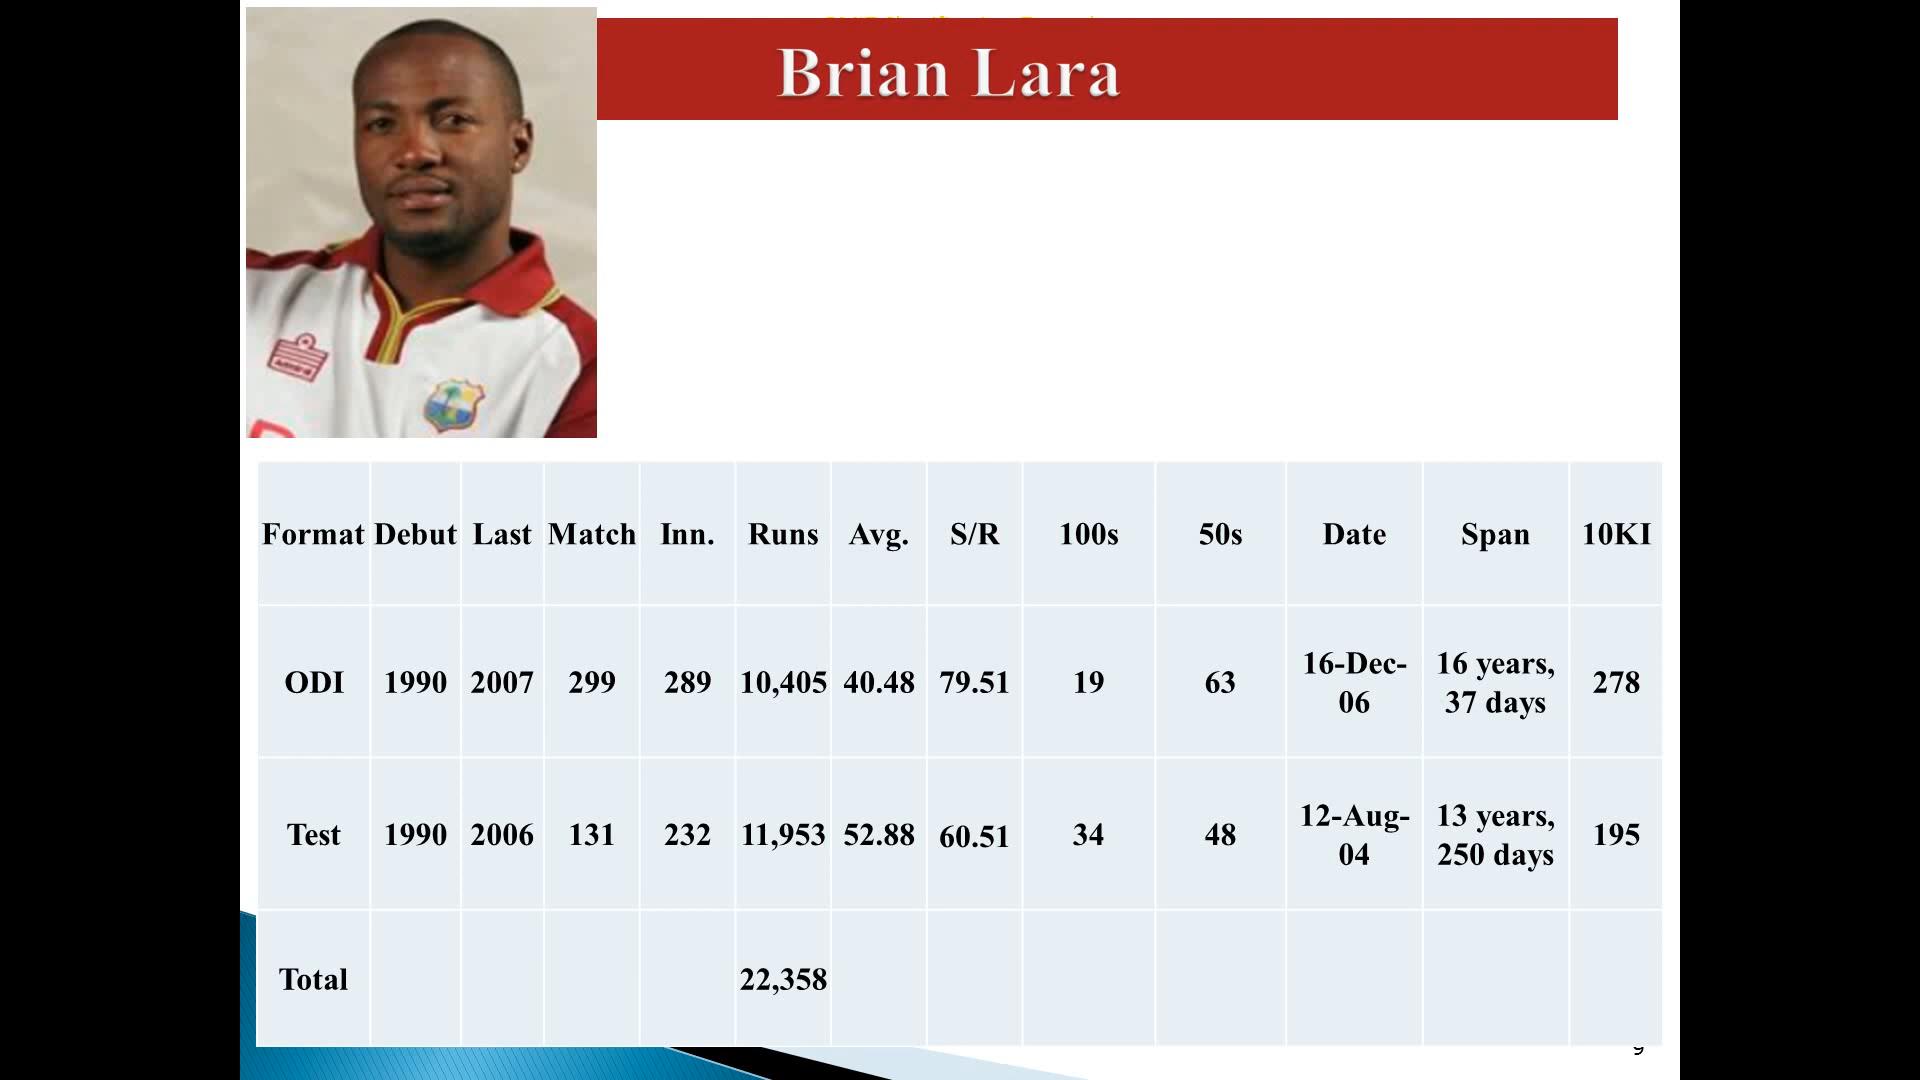 Brian Lara
Format Debut Last Match Inn. Runs Avg. S/R 100s 50s Date Span 10KI
ODI 1990 2007 299 289 10,405 40.48 79.51 19 63 16-Dec-06 16 years, 37 days 278
Test 1990 2006 131 232 11,953 52.88 60.51 34 48 12-Aug-04 13 years, 250 days 195
Total 22,358
9